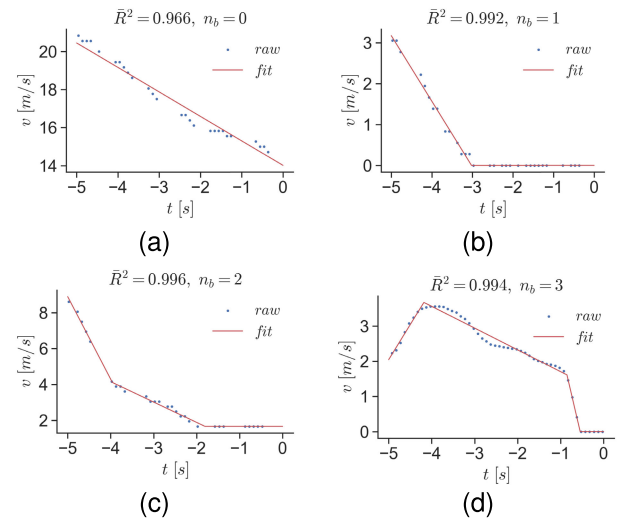 R̄² = 0.966, n_b = 0
R̄² = 0.992, n_b = 1
20
18
16
14
v [m/s]
raw
fit
−5 −4 −3 −2 −1 0
t [s]
(a)
3
2
1
0
v [m/s]
raw
fit
−5 −4 −3 −2 −1 0
t [s]
(b)
R̄² = 0.996, n_b = 2
R̄² = 0.994, n_b = 3
8
6
4
2
v [m/s]
raw
fit
−5 −4 −3 −2 −1 0
t [s]
(c)
3
2
1
0
v [m/s]
raw
fit
−5 −4 −3 −2 −1 0
t [s]
(d)